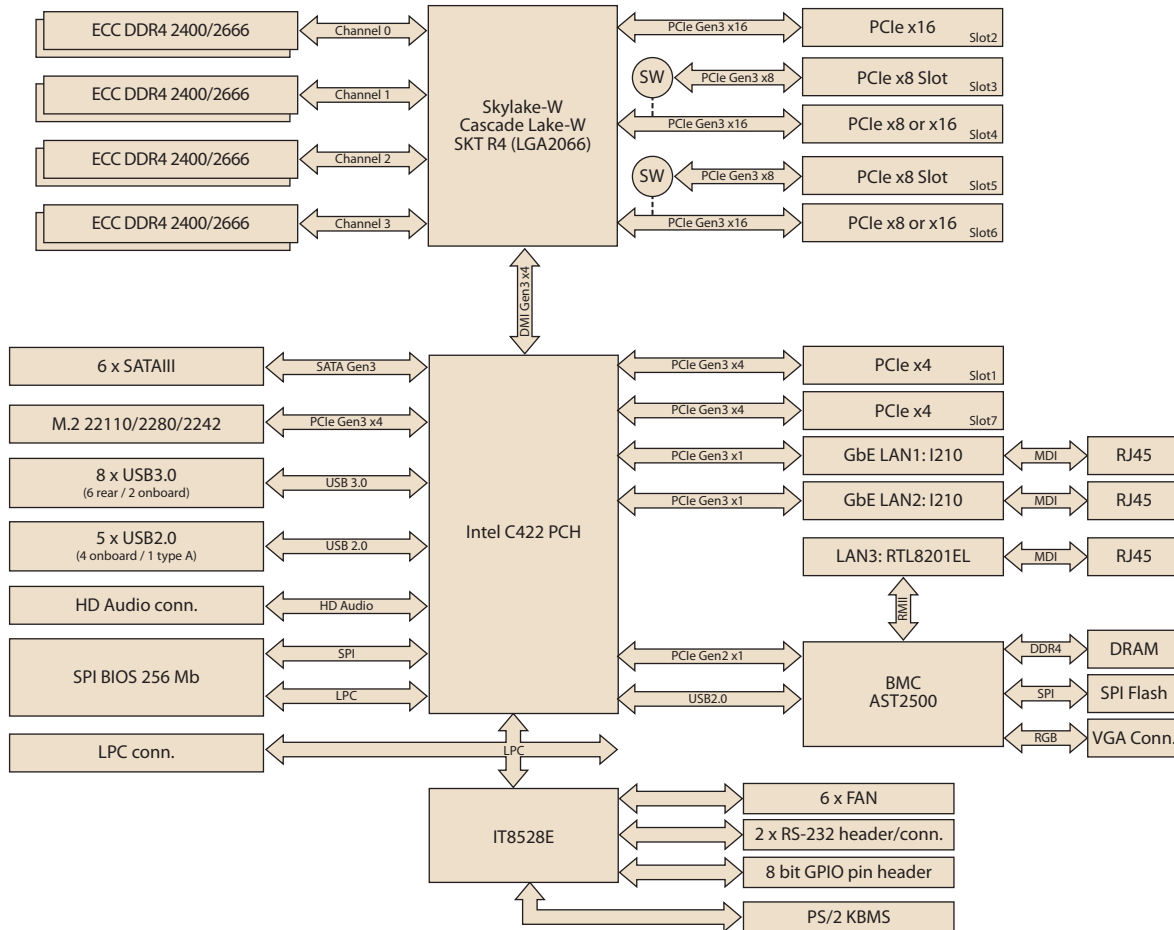 ECC DDR4 2400/2666
Channel 0
ECC DDR4 2400/2666
Channel 1
ECC DDR4 2400/2666
Channel 2
ECC DDR4 2400/2666
Channel 3
Skylake-W
Cascade Lake-W
SKT R4 (LGA2066)
PCIe Gen3 x16
PCIe x16
Slot2
SW
PCIe Gen3 x8
PCIe x8 Slot
Slot3
PCIe Gen3 x16
PCIe x8 or x16
Slot4
SW
PCIe Gen3 x8
PCIe x8 Slot
Slot5
PCIe Gen3 x16
PCIe x8 or x16
Slot6
DMI Gen3 x4
6 x SATAIII
SATA Gen3
M.2 22110/2280/2242
PCIe Gen3 x4
8 x USB3.0
(6 rear / 2 onboard)
USB 3.0
5 x USB2.0
(4 onboard / 1 type A)
USB 2.0
HD Audio conn.
HD Audio
SPI BIOS 256 Mb
SPI
LPC
LPC conn.
LPC
Intel C422 PCH
PCIe Gen3 x4
PCIe x4
Slot1
PCIe Gen3 x4
PCIe x4
Slot7
PCIe Gen3 x1
GbE LAN1: I210
MDI
RJ45
PCIe Gen3 x1
GbE LAN2: I210
MDI
RJ45
LAN3: RTL8201EL
MDI
RJ45
RMII
PCIe Gen2 x1
USB2.0
BMC
AST2500
DDR4
DRAM
SPI
SPI Flash
RGB
VGA Conn.
IT8528E
6 x FAN
2 x RS-232 header/conn.
8 bit GPIO pin header
PS/2 KBMS